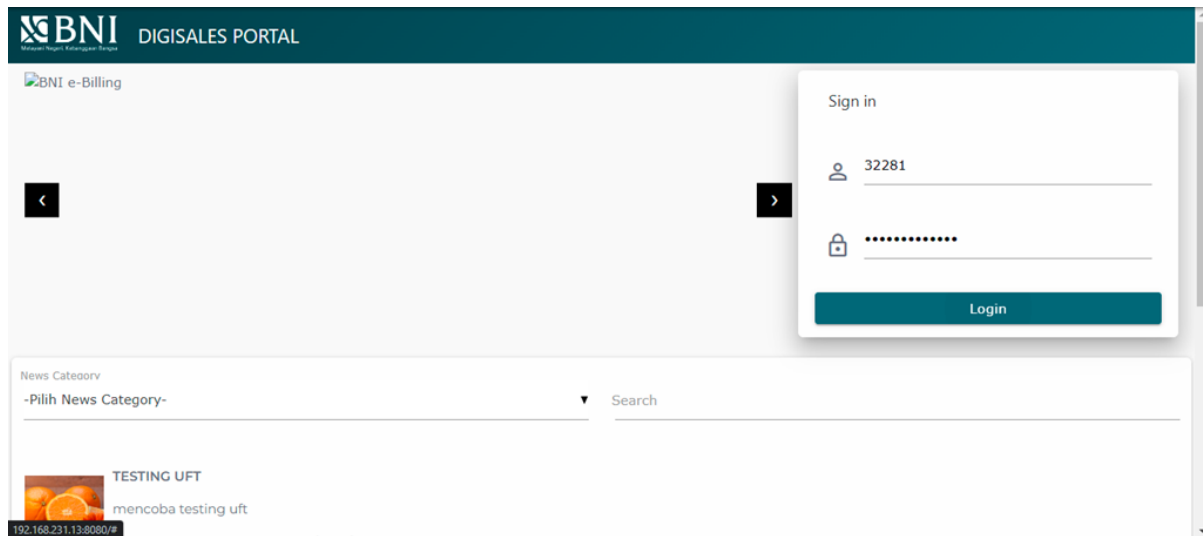 BNI
Melayani Negeri, Kebanggaan Bangsa
DIGISALES PORTAL
BNI e-Billing
Sign in
32281
•••••••••••••
Login
News Category
-Pilih News Category-
Search
TESTING UFT
mencoba testing uft
192.168.231.13:8080/#